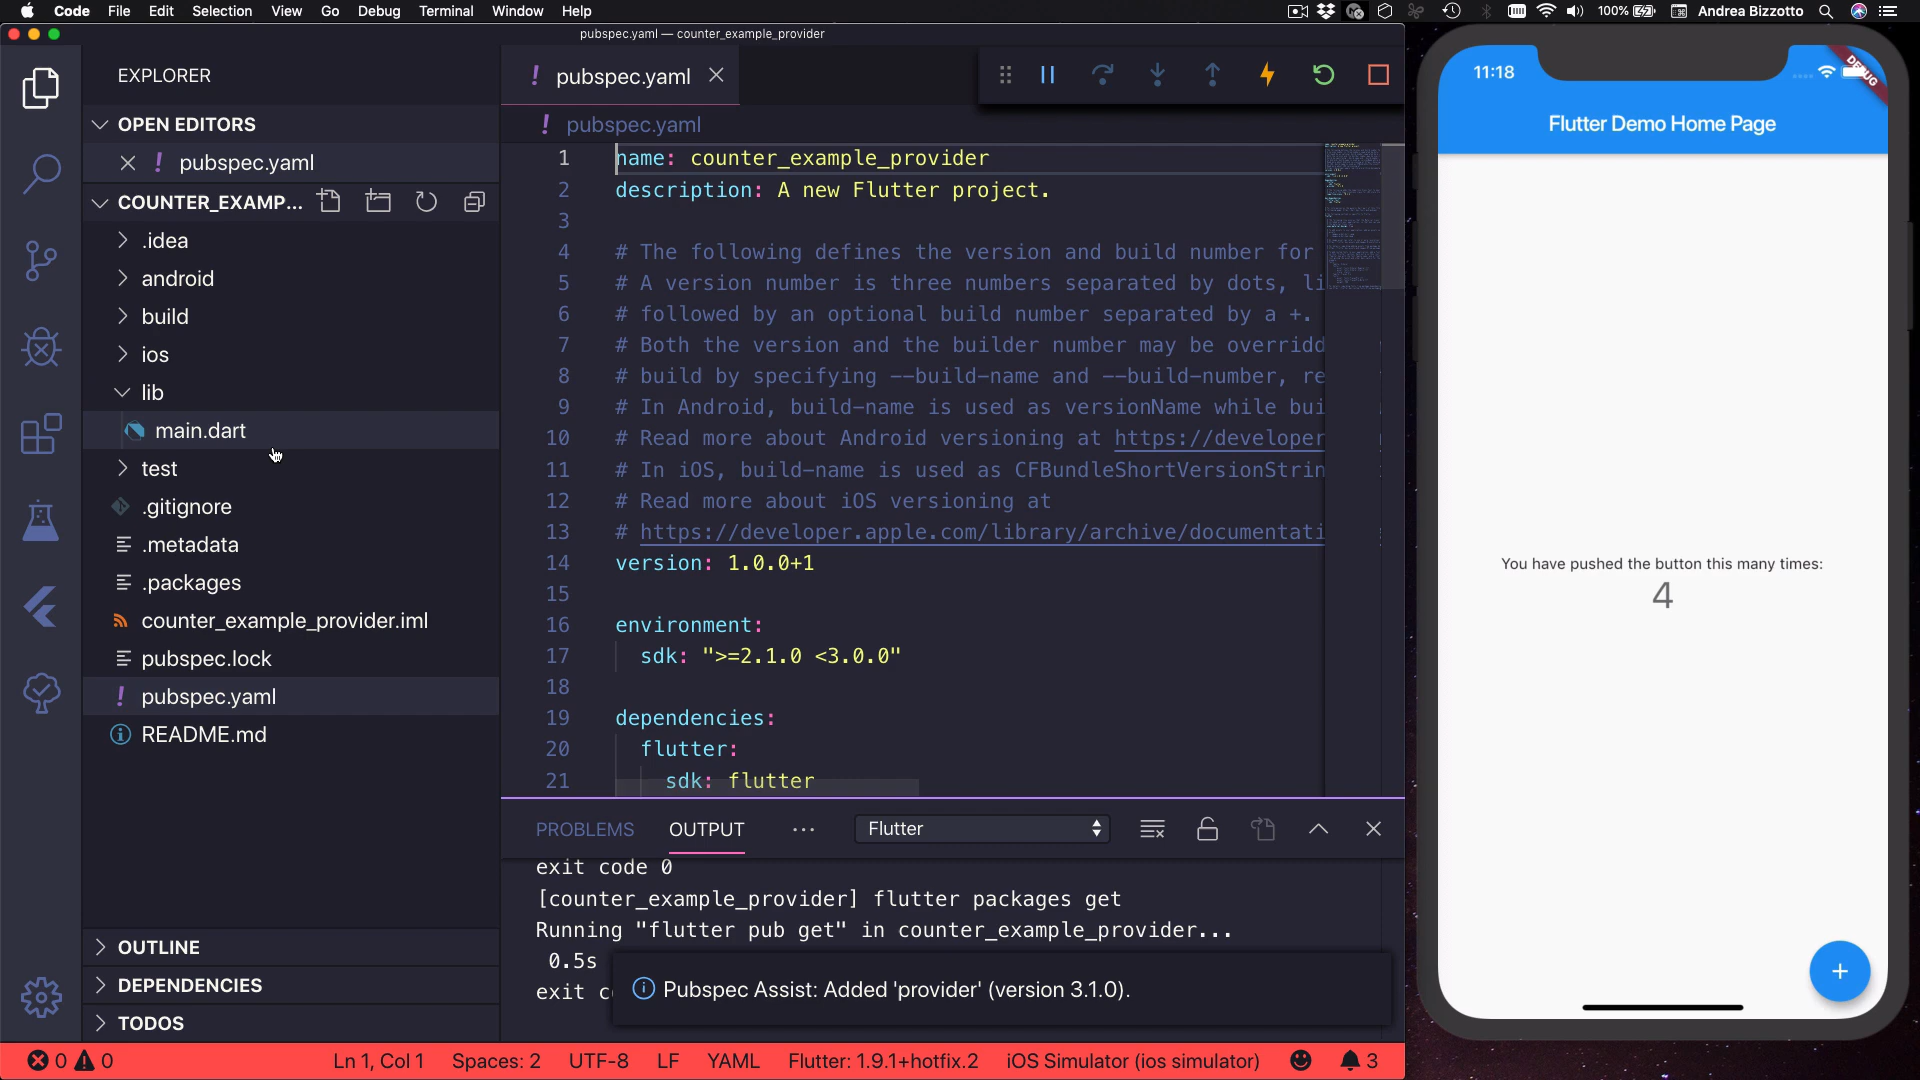 Code File Edit Selection View Go Debug Terminal Window Help 100% Andrea Bizzotto
pubspec.yaml — counter_example_provider
EXPLORER
OPEN EDITORS
! pubspec.yaml
COUNTER_EXAMP...
.idea
android
build
ios
lib
main.dart
test
.gitignore
.metadata
.packages
counter_example_provider.iml
pubspec.lock
! pubspec.yaml
README.md
OUTLINE
DEPENDENCIES
TODOS
! pubspec.yaml
! pubspec.yaml
1 name: counter_example_provider
2 description: A new Flutter project.
3
4 # The following defines the version and build number for
5 # A version number is three numbers separated by dots, li
6 # followed by an optional build number separated by a +.
7 # Both the version and the builder number may be overridd
8 # build by specifying --build-name and --build-number, re
9 # In Android, build-name is used as versionName while bui
10 # Read more about Android versioning at https://developer
11 # In iOS, build-name is used as CFBundleShortVersionStrin
12 # Read more about iOS versioning at
13 # https://developer.apple.com/library/archive/documentati
14 version: 1.0.0+1
15
16 environment:
17 sdk: ">=2.1.0 <3.0.0"
18
19 dependencies:
20 flutter:
21 sdk: flutter
PROBLEMS OUTPUT ... Flutter
exit code 0
[counter_example_provider] flutter packages get
Running "flutter pub get" in counter_example_provider...
0.5s
exit c
Pubspec Assist: Added 'provider' (version 3.1.0).
0 0 Ln 1, Col 1 Spaces: 2 UTF-8 LF YAML Flutter: 1.9.1+hotfix.2 iOS Simulator (ios simulator) 3
11:18
DEBUG
Flutter Demo Home Page
You have pushed the button this many times:
4
+